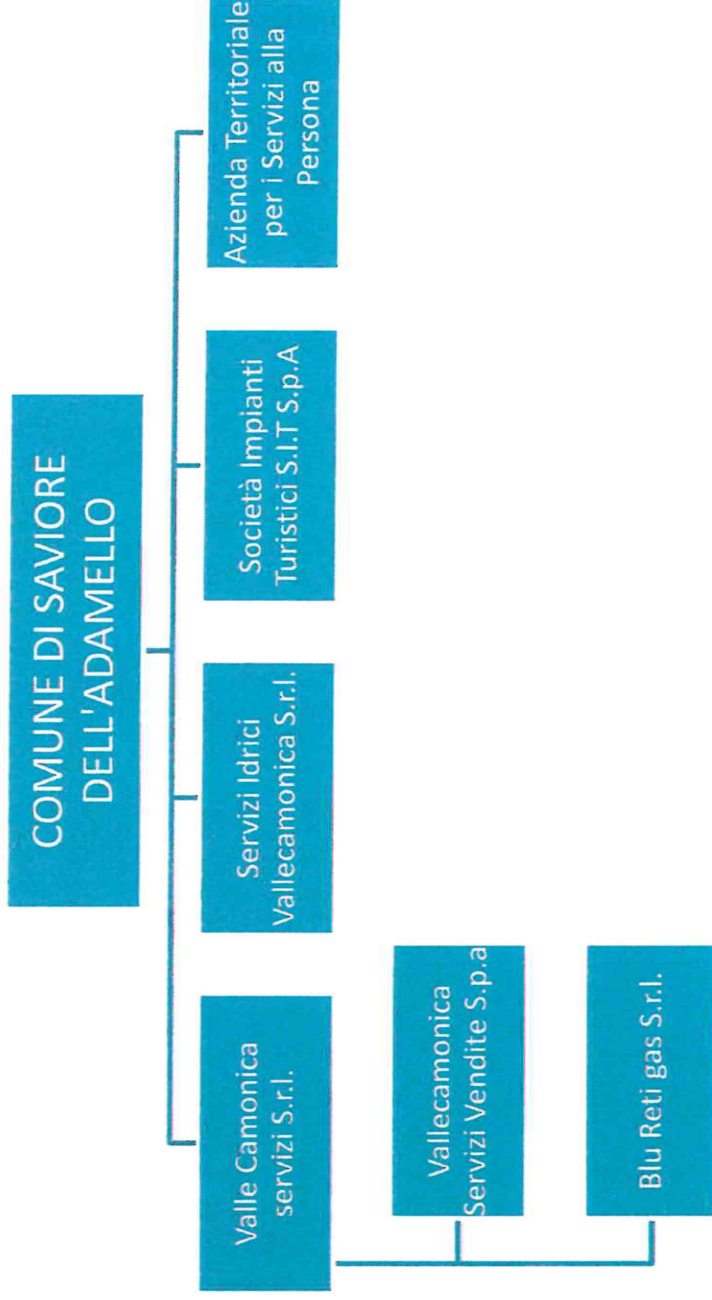 COMUNE DI SAVIORE
DELL'ADAMELLO
Valle Camonica
servizi S.r.l.
Servizi Idrici
Vallecamonica S.r.l.
Società Impianti
Turistici S.I.T S.p.A
Azienda Territoriale
per i Servizi alla
Persona
Vallecamonica
Servizi Vendite S.p.a
Blu Reti gas S.r.l.